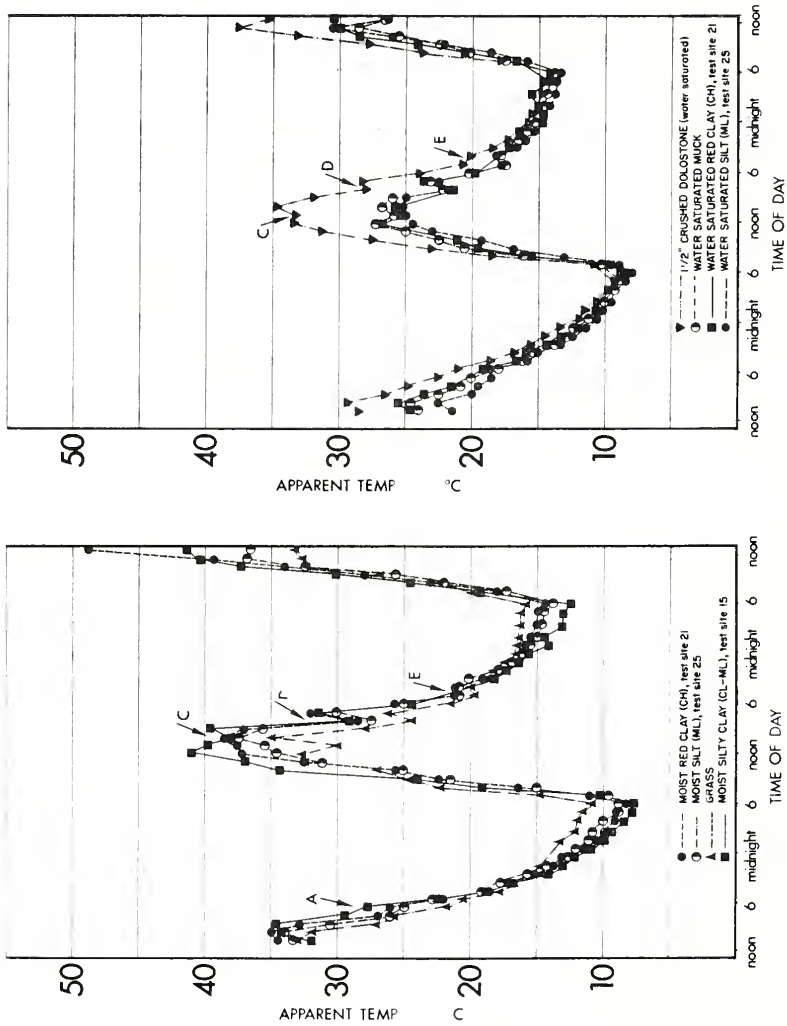 50
40
30
20
10
APPARENT TEMP °C
noon 6 midnight 6 noon 6 midnight 6 noon
TIME OF DAY
C
D
E
1 1/2" CRUSHED DOLOSTONE (water saturated)
WATER SATURATED MUCK
WATER SATURATED RED CLAY (CH), test site 21
WATER SATURATED SILT (ML), test site 25
50
40
30
20
10
APPARENT TEMP C
noon 6 midnight 6 noon 6 midnight 6 noon
TIME OF DAY
A
C
E
MOIST RED CLAY (CH), test site 21
MOIST SILT (ML), test site 25
GRASS
MOIST SILTY CLAY (CL-ML), test site 15